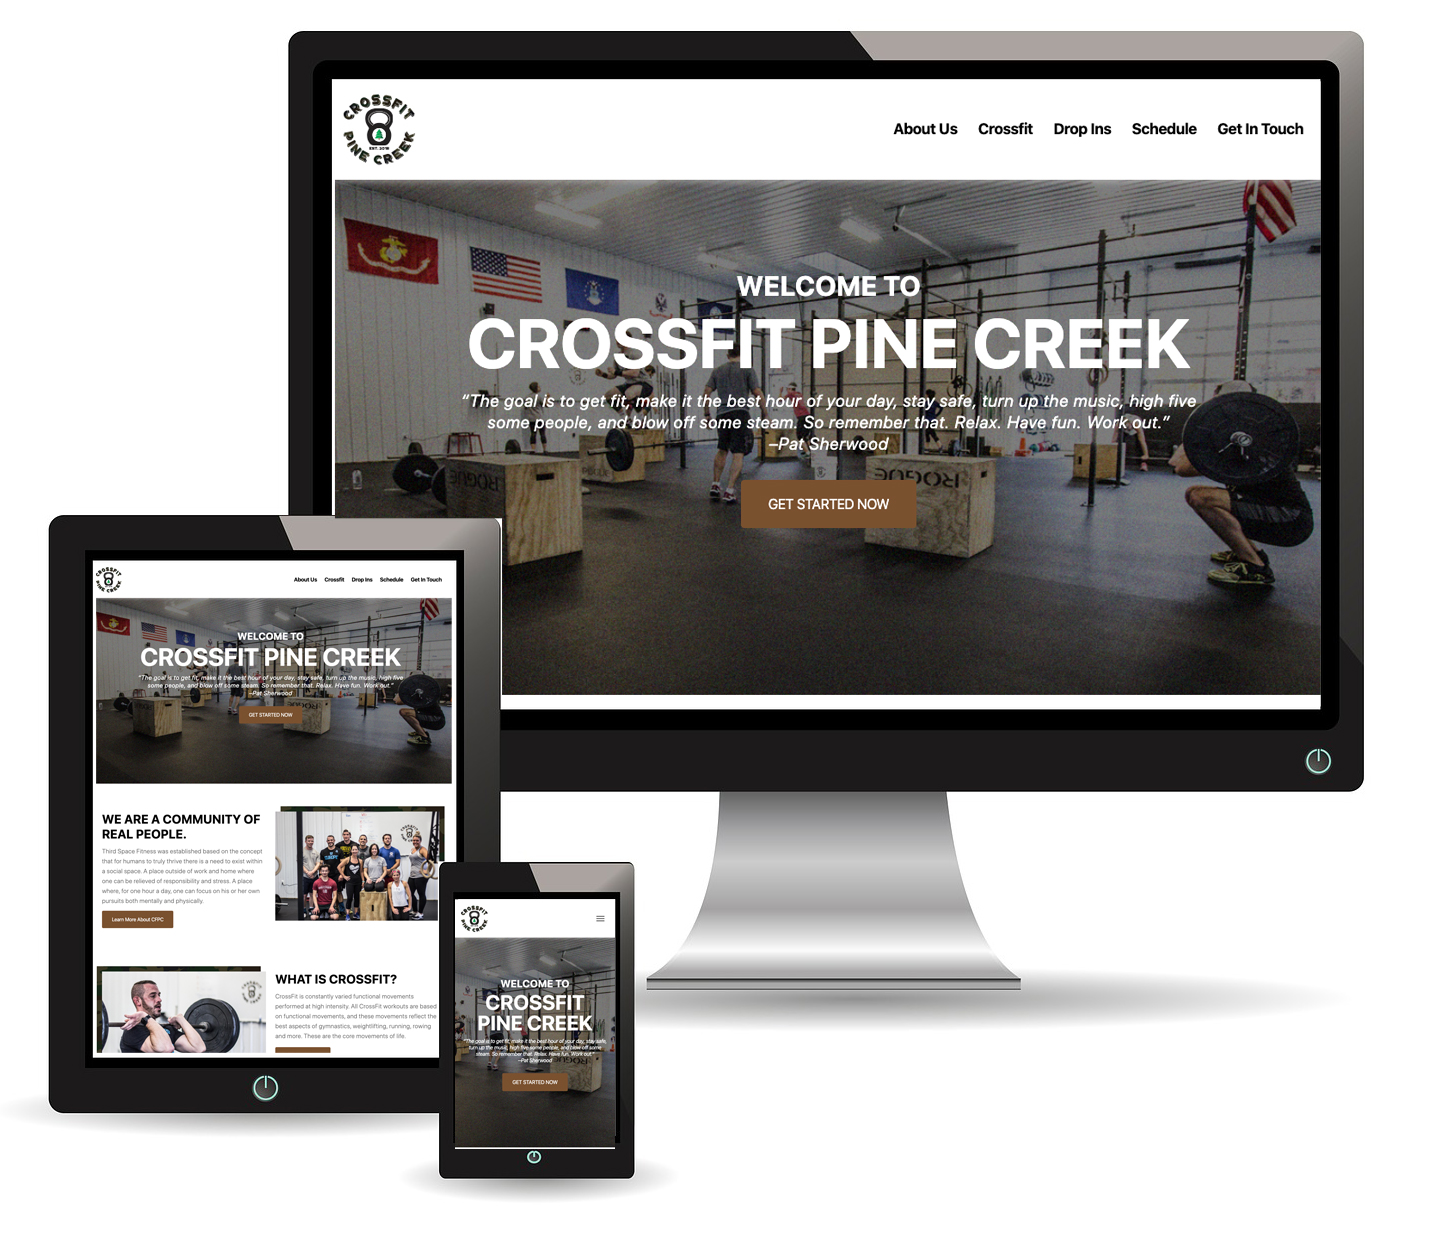 CROSSFIT
PINE CREEK
About Us Crossfit Drop Ins Schedule Get In Touch
WELCOME TO
CROSSFIT PINE CREEK
“The goal is to get fit, make it the best hour of your day, stay safe, turn up the music, high five
some people, and blow off some steam. So remember that. Relax. Have fun. Work out.”
–Pat Sherwood
ROGUE
ROGUE
GET STARTED NOW
CROSSFIT
PINE CREEK
About Us Crossfit Drop Ins Schedule Get In Touch
WELCOME TO
CROSSFIT PINE CREEK
“The goal is to get fit, make it the best hour of your day, stay safe, turn up the music, high five
some people, and blow off some steam. So remember that. Relax. Have fun. Work out.”
–Pat Sherwood
ROGUE
GET STARTED NOW
WE ARE A COMMUNITY OF
REAL PEOPLE.
Third Space Fitness was established based on the concept
that for humans to truly thrive there is a need to exist within
a social space. A place outside of work and home where
one can be relieved of responsibility and stress. A place
where, for one hour a day, one can focus on his or her own
pursuits both mentally and physically.
Learn More About CFPC
WHAT IS CROSSFIT?
CrossFit is constantly varied functional movements
performed at high intensity. All CrossFit workouts are based
on functional movements, and these movements reflect the
best aspects of gymnastics, weightlifting, running, rowing
and more. These are the core movements of life.
CROSSFIT
PINE CREEK
WELCOME TO
CROSSFIT
PINE CREEK
“The goal is to get fit, make it the best hour of your day, stay safe,
turn up the music, high five some people, and blow off some
steam. So remember that. Relax. Have fun. Work out.”
–Pat Sherwood
ROGUE
GET STARTED NOW